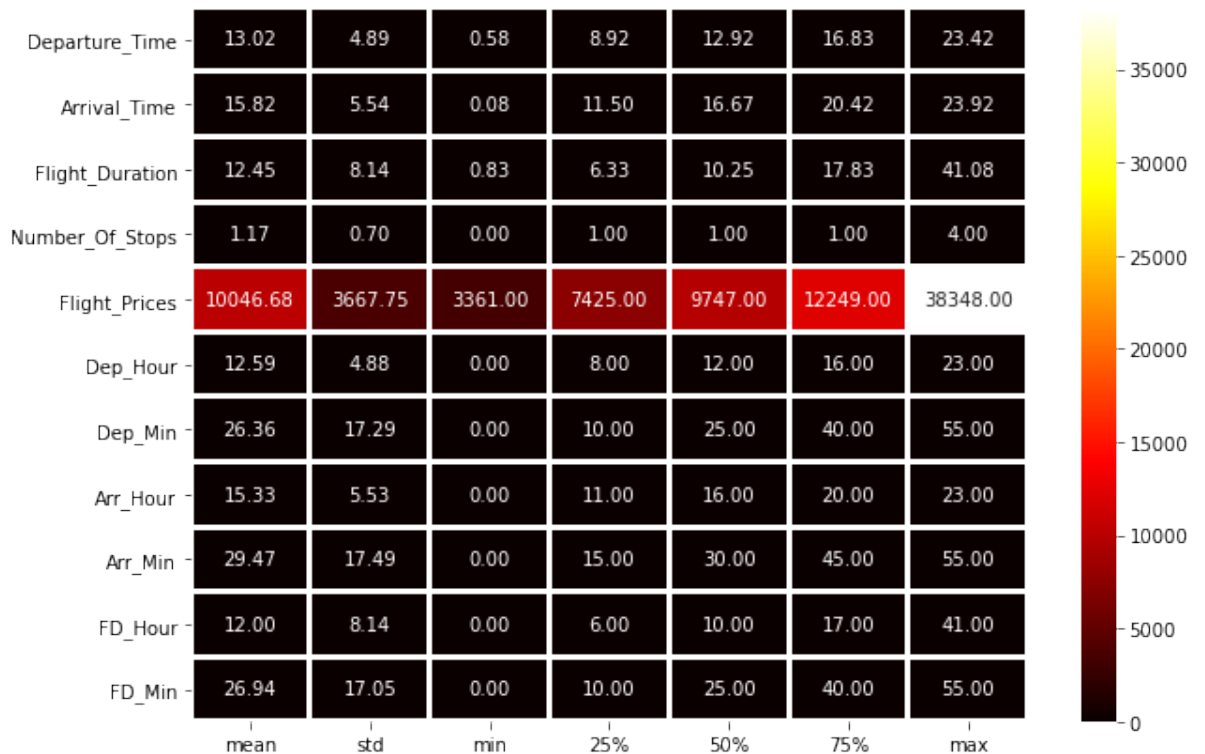 Departure_Time 13.02 4.89 0.58 8.92 12.92 16.83 23.42
Arrival_Time 15.82 5.54 0.08 11.50 16.67 20.42 23.92
Flight_Duration 12.45 8.14 0.83 6.33 10.25 17.83 41.08
Number_Of_Stops 1.17 0.70 0.00 1.00 1.00 1.00 4.00
Flight_Prices 10046.68 3667.75 3361.00 7425.00 9747.00 12249.00 38348.00
Dep_Hour 12.59 4.88 0.00 8.00 12.00 16.00 23.00
Dep_Min 26.36 17.29 0.00 10.00 25.00 40.00 55.00
Arr_Hour 15.33 5.53 0.00 11.00 16.00 20.00 23.00
Arr_Min 29.47 17.49 0.00 15.00 30.00 45.00 55.00
FD_Hour 12.00 8.14 0.00 6.00 10.00 17.00 41.00
FD_Min 26.94 17.05 0.00 10.00 25.00 40.00 55.00
mean std min 25% 50% 75% max
35000
30000
25000
20000
15000
10000
5000
0